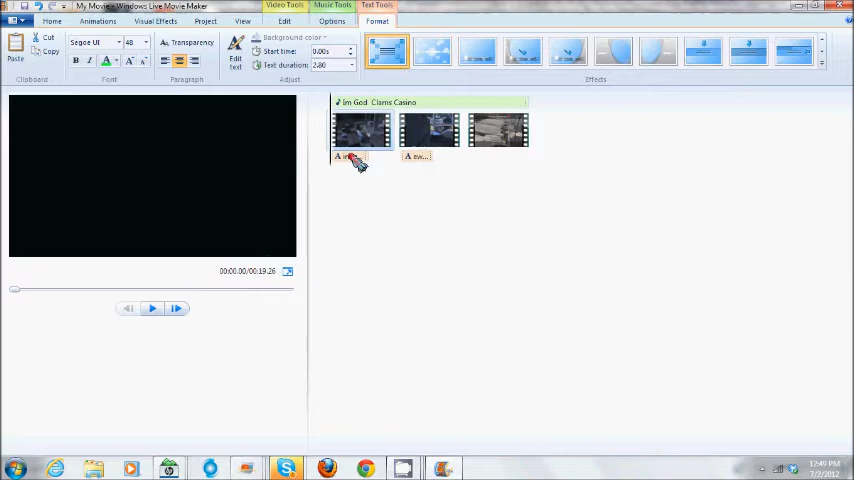 My Movie - Windows Live Movie Maker
Video Tools
Music Tools
Text Tools
Home
Animations
Visual Effects
Project
View
Edit
Options
Format
Paste
Cut
Copy
Clipboard
Segoe UI
48
B I A A A
Font
Transparency
Paragraph
Edit text
Background color
Start time: 0.00s
Text duration: 2.80
Adjust
Effects
Im God Clams Casino
A
A ew...
00:00.00/00:19.26
12:49 PM
7/2/2012